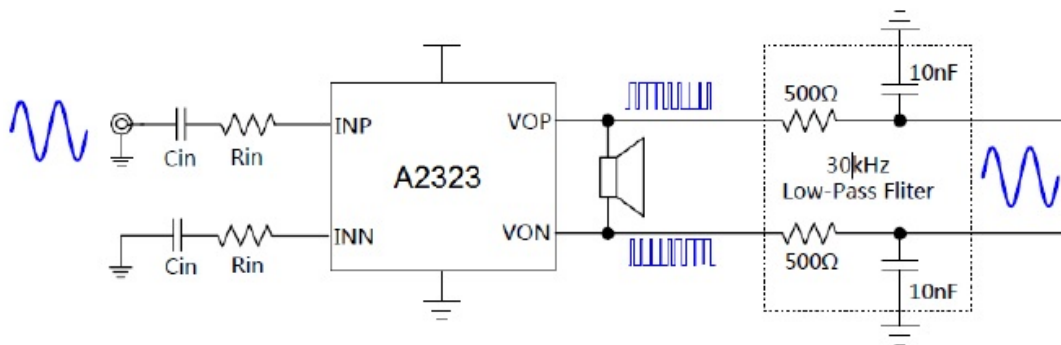 10nF
500Ω
INP
VOP
Cin
Rin
A2323
30kHz
Low-Pass Fliter
INN
VON
Cin
Rin
500Ω
10nF